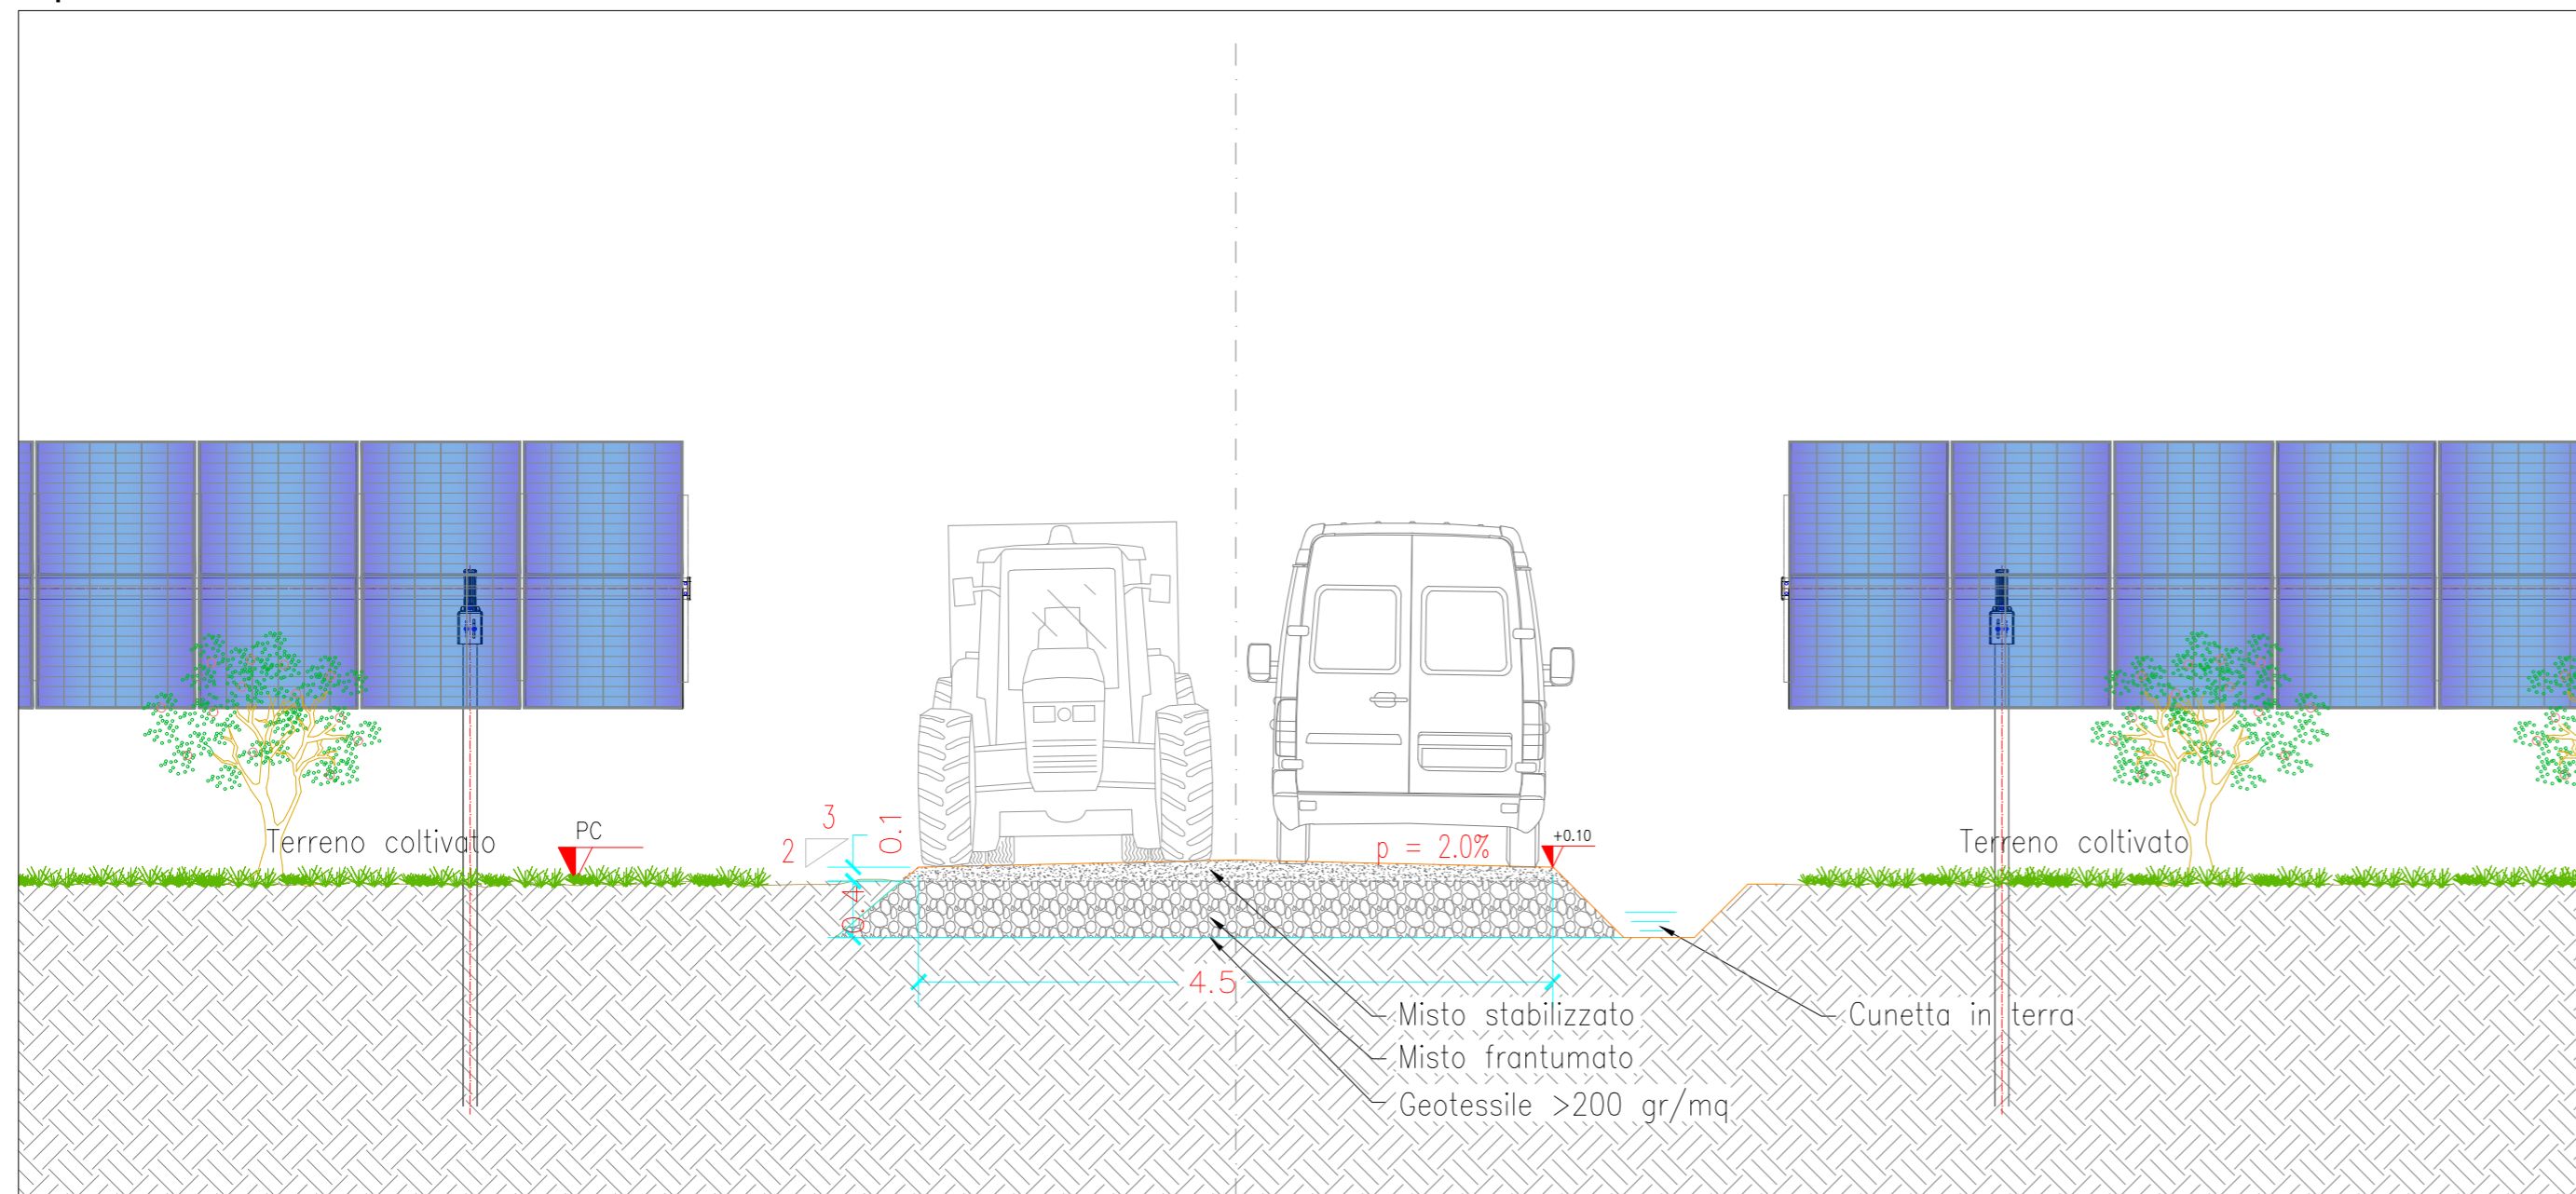 3
2
0.1
p = 2.0%
+0.10
Terreno coltivato
PC
Terreno coltivato
0.4
4.5
Misto stabilizzato
Cunetta in terra
Misto frantumato
Geotessile >200 gr/mq